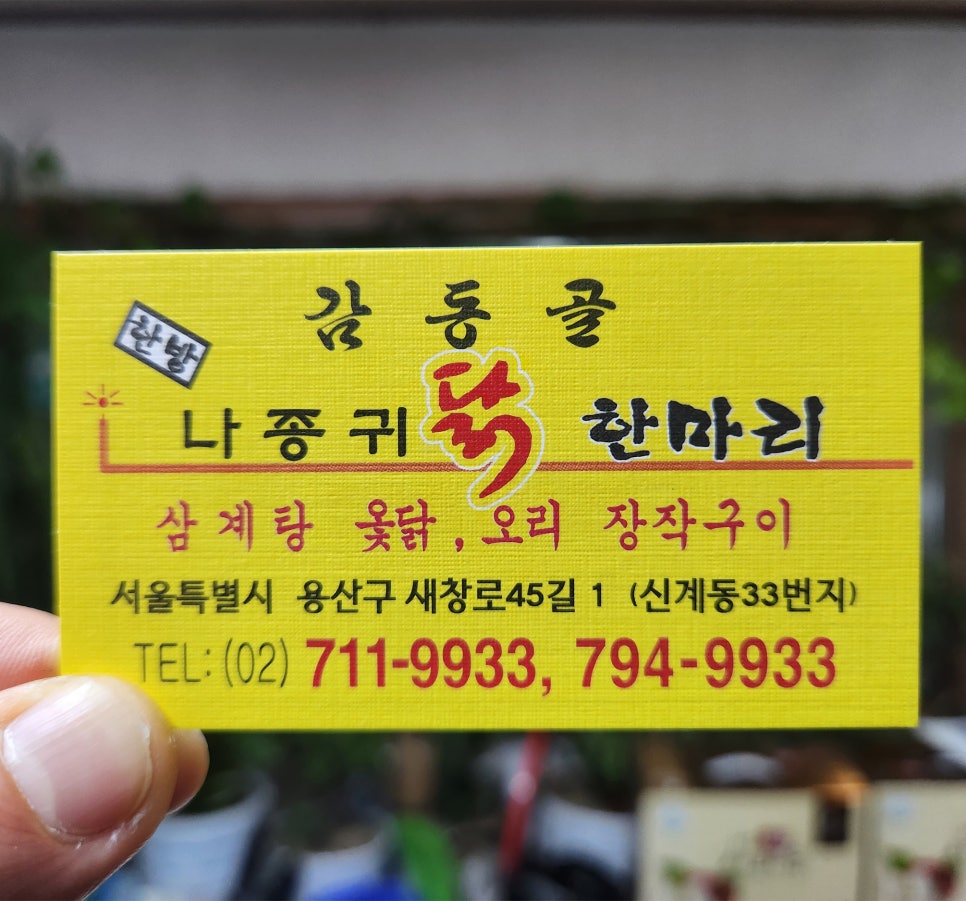 감동골
한방
나종귀 닭 한마리
삼계탕 옻닭, 오리 장작구이
서울특별시 용산구 새창로45길 1 (신계동33번지)
TEL: (02) 711-9933, 794-9933